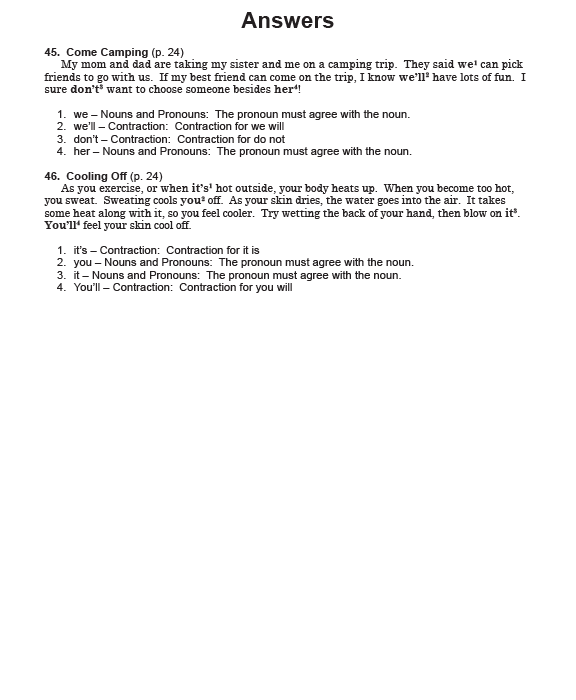 Answers
45.  Come Camping (p. 24)
My mom and dad are taking my sister and me on a camping trip.  They said we¹ can pick
friends to go with us.  If my best friend can come on the trip, I know we'll² have lots of fun.  I
sure don't³ want to choose someone besides her⁴!
1.  we – Nouns and Pronouns:  The pronoun must agree with the noun.
2.  we'll – Contraction:  Contraction for we will
3.  don't – Contraction:  Contraction for do not
4.  her – Nouns and Pronouns:  The pronoun must agree with the noun.
46.  Cooling Off (p. 24)
As you exercise, or when it's¹ hot outside, your body heats up.  When you become too hot,
you sweat.  Sweating cools you² off.  As your skin dries, the water goes into the air.  It takes
some heat along with it, so you feel cooler.  Try wetting the back of your hand, then blow on it³.
You'll⁴ feel your skin cool off.
1.  it's – Contraction:  Contraction for it is
2.  you – Nouns and Pronouns:  The pronoun must agree with the noun.
3.  it – Nouns and Pronouns:  The pronoun must agree with the noun.
4.  You'll – Contraction:  Contraction for you will